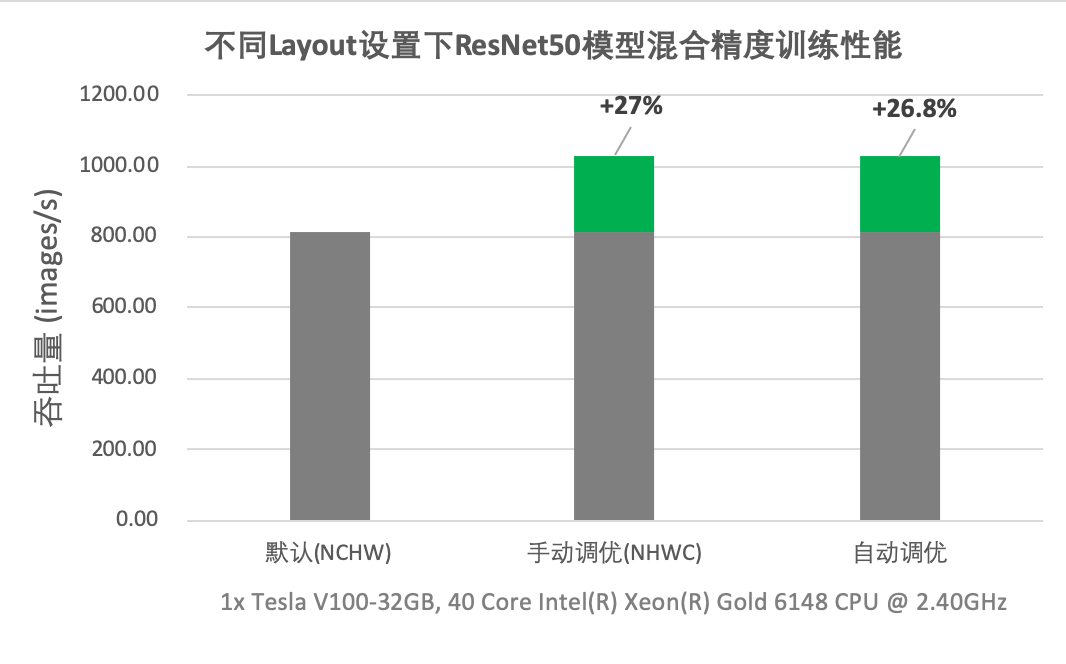 不同Layout设置下ResNet50模型混合精度训练性能
1200.00
1000.00
800.00
600.00
400.00
200.00
0.00
吞吐量 (images/s)
+27%
+26.8%
默认(NCHW)
手动调优(NHWC)
自动调优
1x Tesla V100-32GB, 40 Core Intel(R) Xeon(R) Gold 6148 CPU @ 2.40GHz